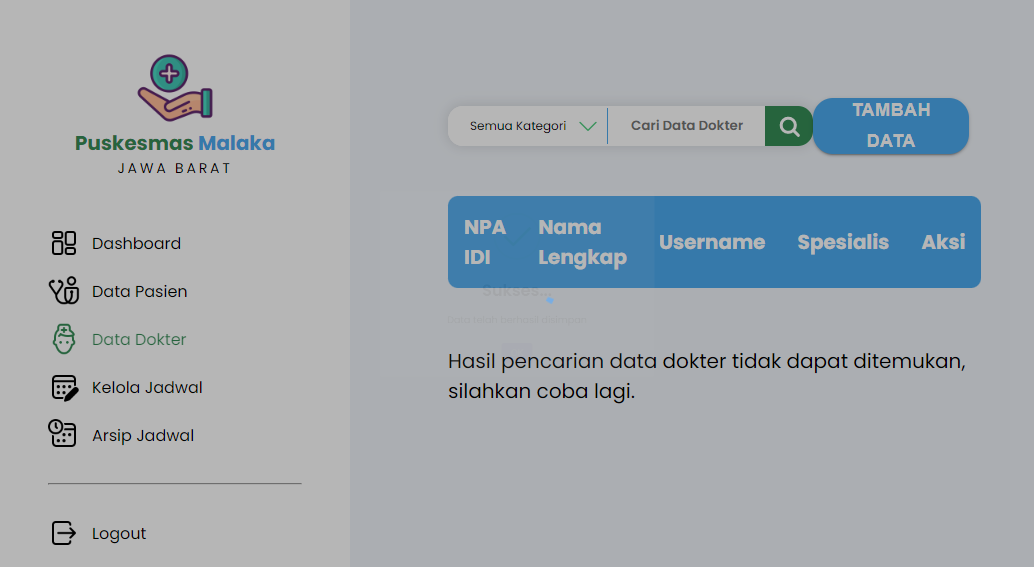 Puskesmas Malaka
JAWA BARAT
Dashboard
Data Pasien
Data Dokter
Kelola Jadwal
Arsip Jadwal
Logout
Semua Kategori
Cari Data Dokter
TAMBAH
DATA
NPA
IDI
Nama
Lengkap
Username
Spesialis
Aksi
Sukses...
Hasil pencarian data dokter tidak dapat ditemukan,
silahkan coba lagi.